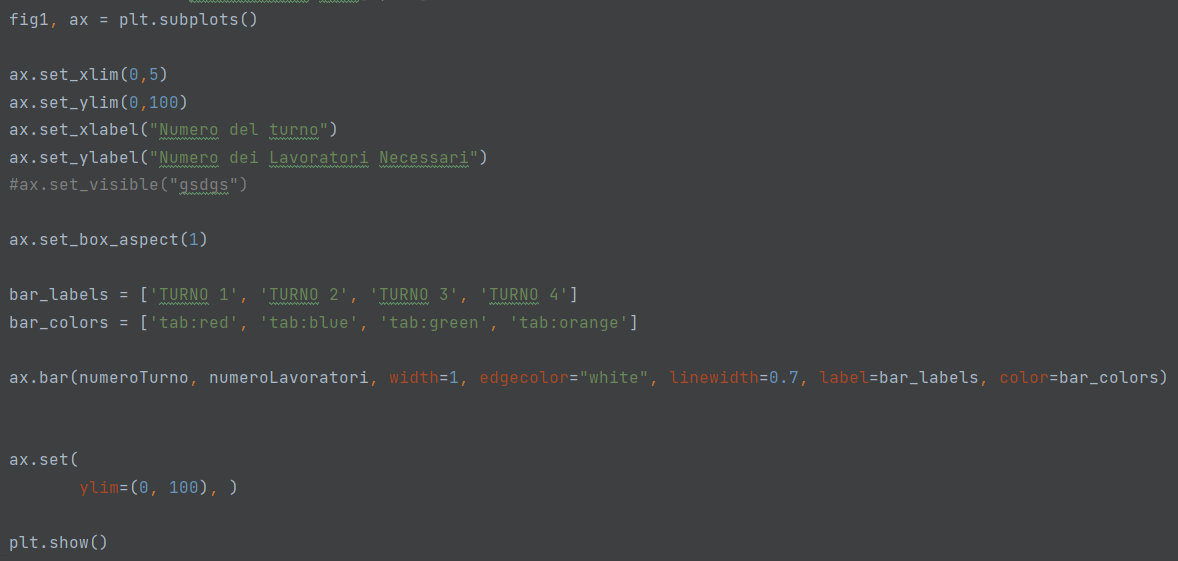 fig1, ax = plt.subplots()
ax.set_xlim(0,5)
ax.set_ylim(0,100)
ax.set_xlabel("Numero del turno")
ax.set_ylabel("Numero dei Lavoratori Necessari")
#ax.set_visible("gsdgs")
ax.set_box_aspect(1)
bar_labels = ['TURNO 1', 'TURNO 2', 'TURNO 3', 'TURNO 4']
bar_colors = ['tab:red', 'tab:blue', 'tab:green', 'tab:orange']
ax.bar(numeroTurno, numeroLavoratori, width=1, edgecolor="white", linewidth=0.7, label=bar_labels, color=bar_colors)
ax.set(
ylim=(0, 100), )
plt.show()